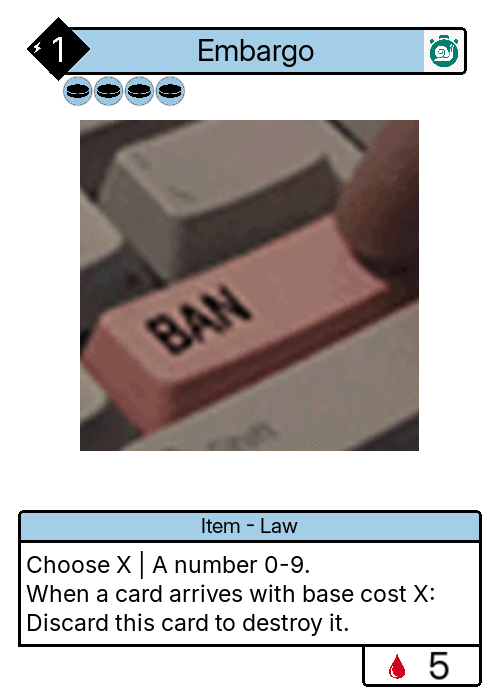 1
Embargo
BAN
Shift
Item - Law
Choose X | A number 0-9.
When a card arrives with base cost X:
Discard this card to destroy it.
5